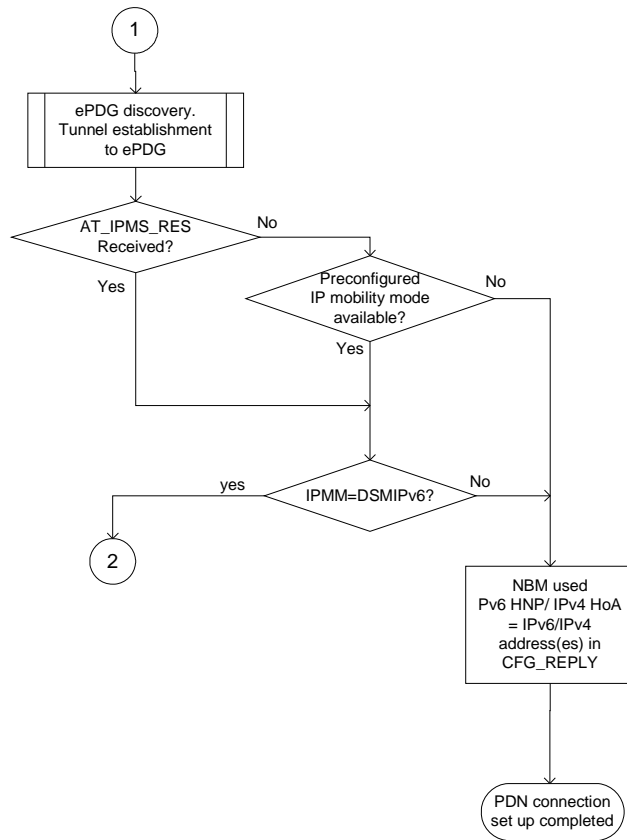 1
ePDG discovery.
Tunnel establishment
to ePDG
AT_IPMS_RES
Received?
No
Yes
Preconfigured
IP mobility mode
available?
No
Yes
IPMM=DSMIPv6?
yes
No
2
NBM used
Pv6 HNP/ IPv4 HoA
= IPv6/IPv4
address(es) in
CFG_REPLY
PDN connection
set up completed